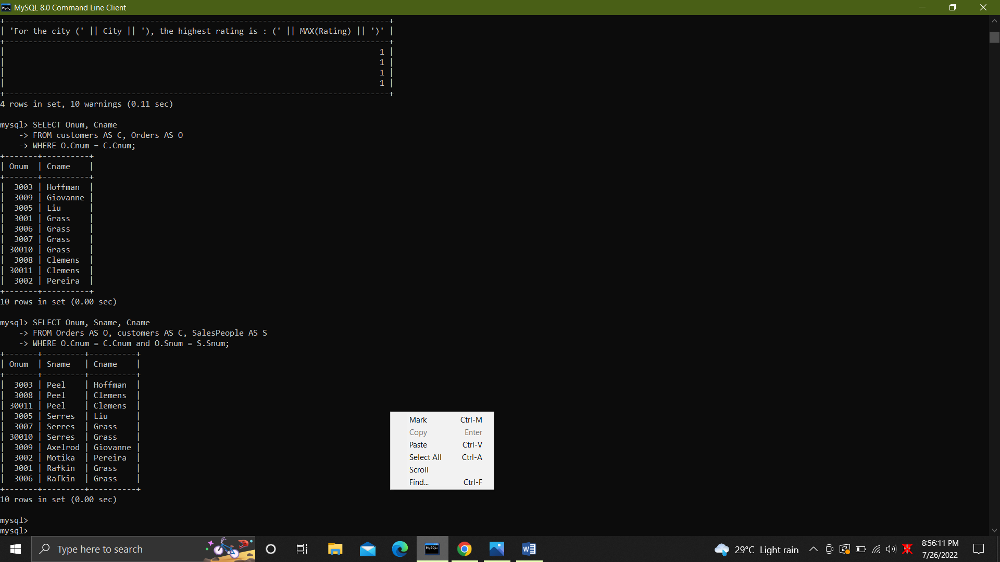 MySQL 8.0 Command Line Client
+----------------------------------------------------------------------------------+
| 'For the city (' || City || '), the highest rating is : (' || MAX(Rating) || ')' |
+----------------------------------------------------------------------------------+
| 1 |
| 1 |
| 1 |
| 1 |
+----------------------------------------------------------------------------------+
4 rows in set, 10 warnings (0.11 sec)
mysql> SELECT Onum, Cname
    -> FROM customers AS C, Orders AS O
    -> WHERE O.Cnum = C.Cnum;
+-------+----------+
| Onum  | Cname    |
+-------+----------+
|  3003 | Hoffman  |
|  3009 | Giovanne |
|  3005 | Liu      |
|  3001 | Grass    |
|  3006 | Grass    |
|  3007 | Grass    |
| 30010 | Grass    |
|  3008 | Clemens  |
| 30011 | Clemens  |
|  3002 | Pereira  |
+-------+----------+
10 rows in set (0.00 sec)
mysql> SELECT Onum, Sname, Cname
    -> FROM Orders AS O, customers AS C, SalesPeople AS S
    -> WHERE O.Cnum = C.Cnum and O.Snum = S.Snum;
+-------+---------+----------+
| Onum  | Sname   | Cname    |
+-------+---------+----------+
|  3003 | Peel    | Hoffman  |
|  3008 | Peel    | Clemens  |
| 30011 | Peel    | Clemens  |
|  3005 | Serres  | Liu      |
|  3007 | Serres  | Grass    |
| 30010 | Serres  | Grass    |
|  3009 | Axelrod | Giovanne |
|  3002 | Motika  | Pereira  |
|  3001 | Rafkin  | Grass    |
|  3006 | Rafkin  | Grass    |
+-------+---------+----------+
10 rows in set (0.00 sec)
mysql>
mysql>
Mark Ctrl-M
Copy Enter
Paste Ctrl-V
Select All Ctrl-A
Scroll
Find... Ctrl-F
Type here to search
29°C Light rain
8:56:11 PM
7/26/2022